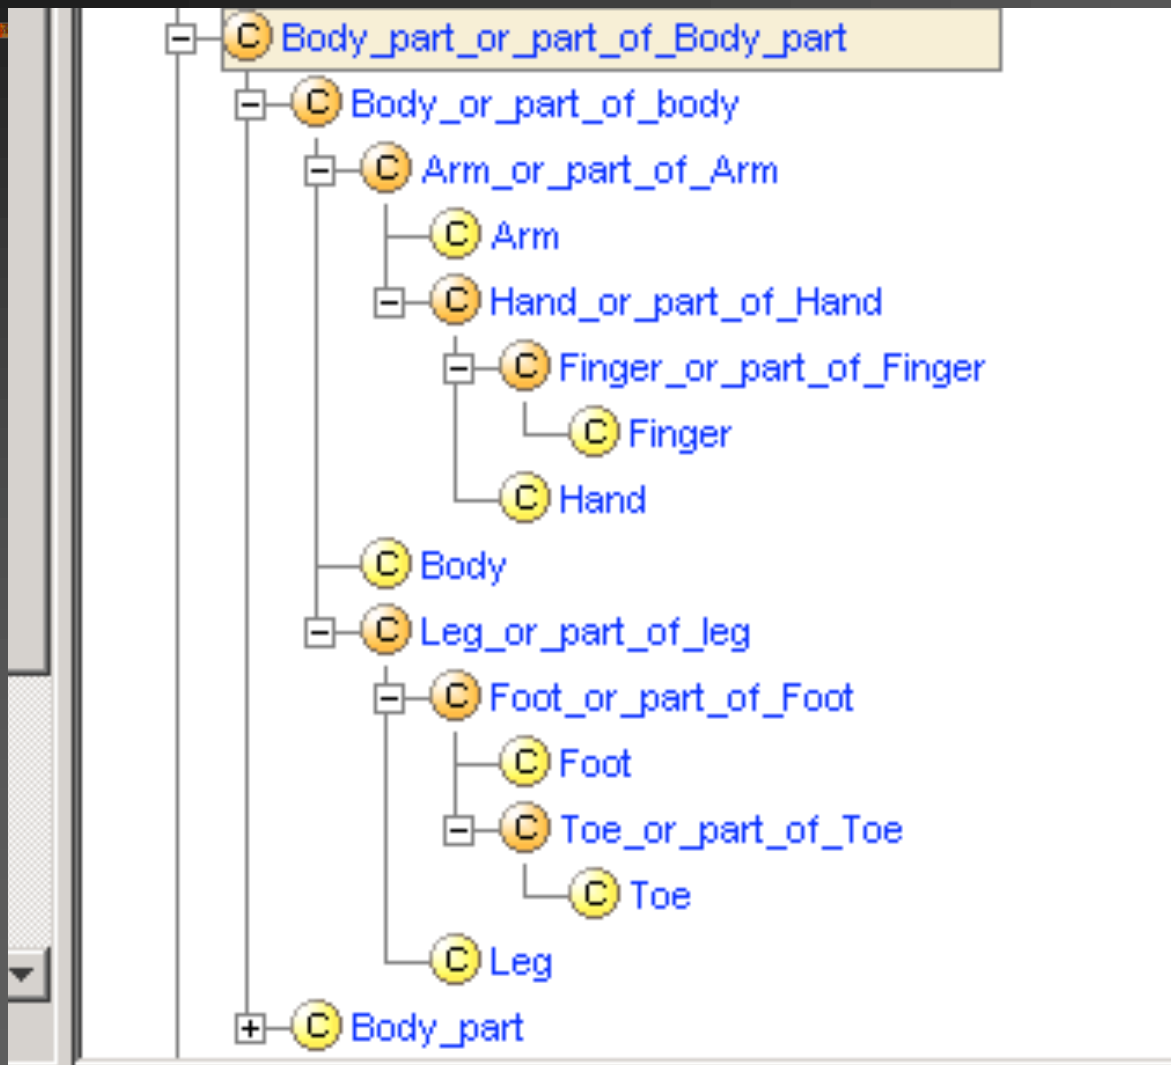 C Body_part_or_part_of_Body_part
C Body_or_part_of_body
C Arm_or_part_of_Arm
C Arm
C Hand_or_part_of_Hand
C Finger_or_part_of_Finger
C Finger
C Hand
C Body
C Leg_or_part_of_leg
C Foot_or_part_of_Foot
C Foot
C Toe_or_part_of_Toe
C Toe
C Leg
C Body_part